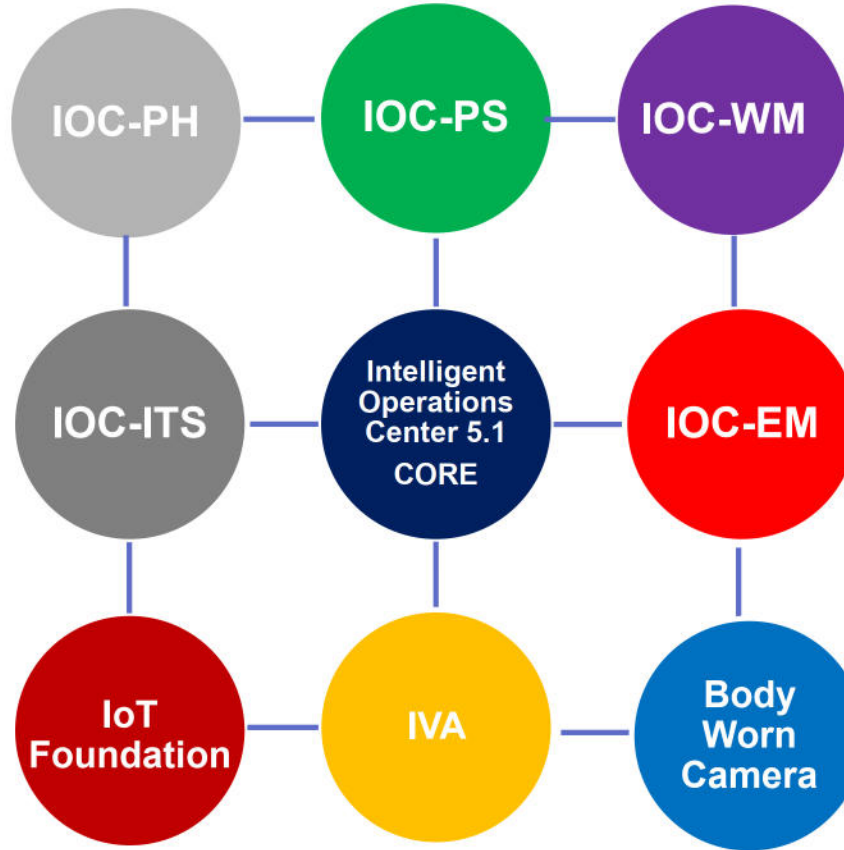 IOC-PH
IOC-PS
IOC-WM
IOC-ITS
Intelligent
Operations
Center 5.1
CORE
IOC-EM
IoT
Foundation
IVA
Body
Worn
Camera